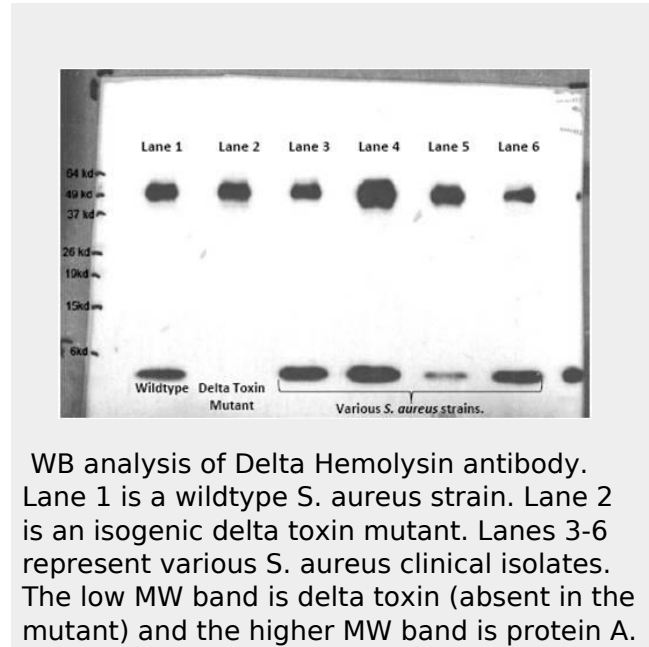 Lane 1 Lane 2 Lane 3 Lane 4 Lane 5 Lane 6
64 kd
49 kd
37 kd
26 kd
19kd
15kd
6kd
Wildtype Delta Toxin
Mutant
Various S. aureus strains.
WB analysis of Delta Hemolysin antibody.
Lane 1 is a wildtype S. aureus strain. Lane 2
is an isogenic delta toxin mutant. Lanes 3-6
represent various S. aureus clinical isolates.
The low MW band is delta toxin (absent in the
mutant) and the higher MW band is protein A.